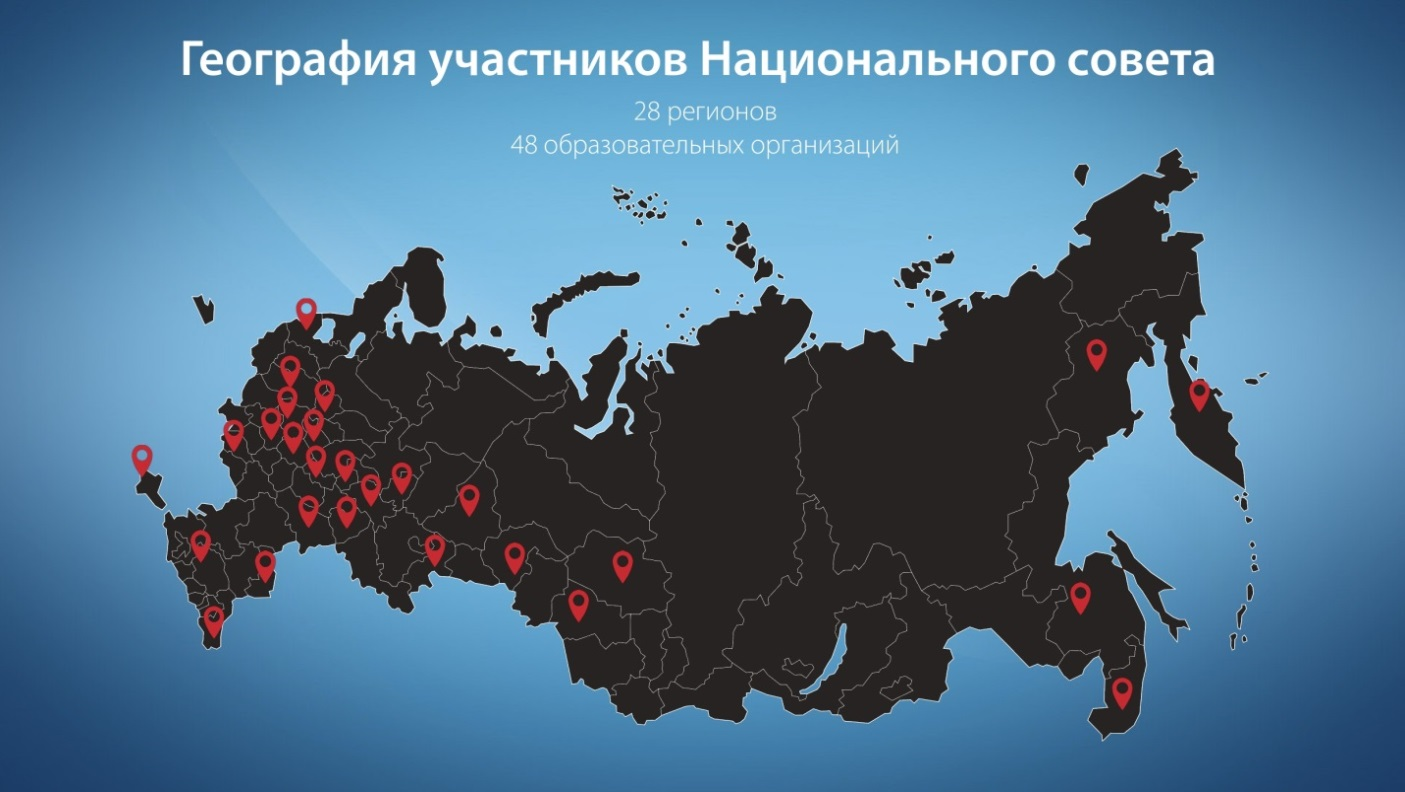 География участников Национального совета
28 регионов
48 образовательных организаций